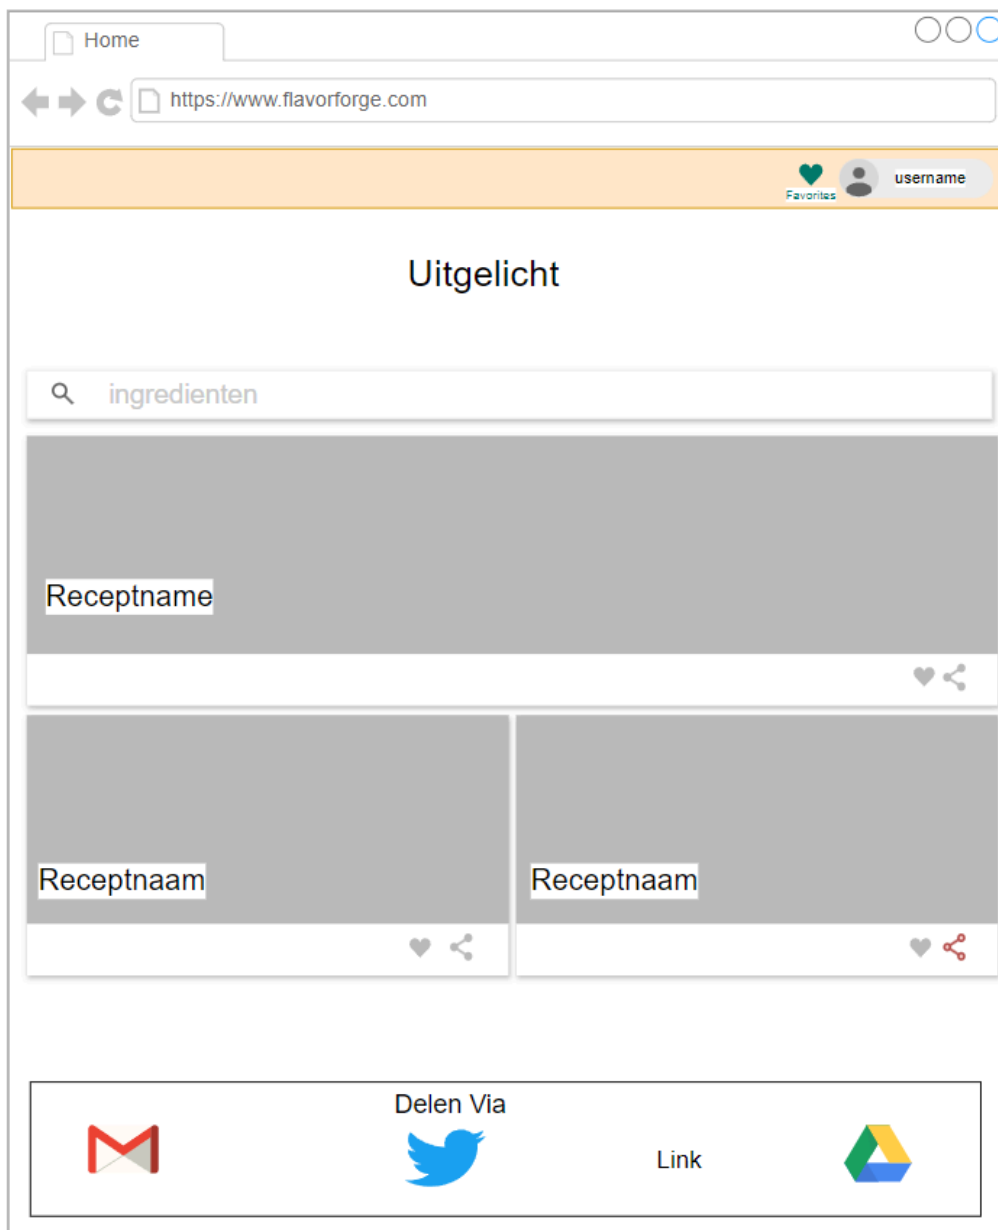 Home
https://www.flavorforge.com
Favorites
username
Uitgelicht
ingredienten
Receptname
Receptnaam
Receptnaam
Delen Via
Link